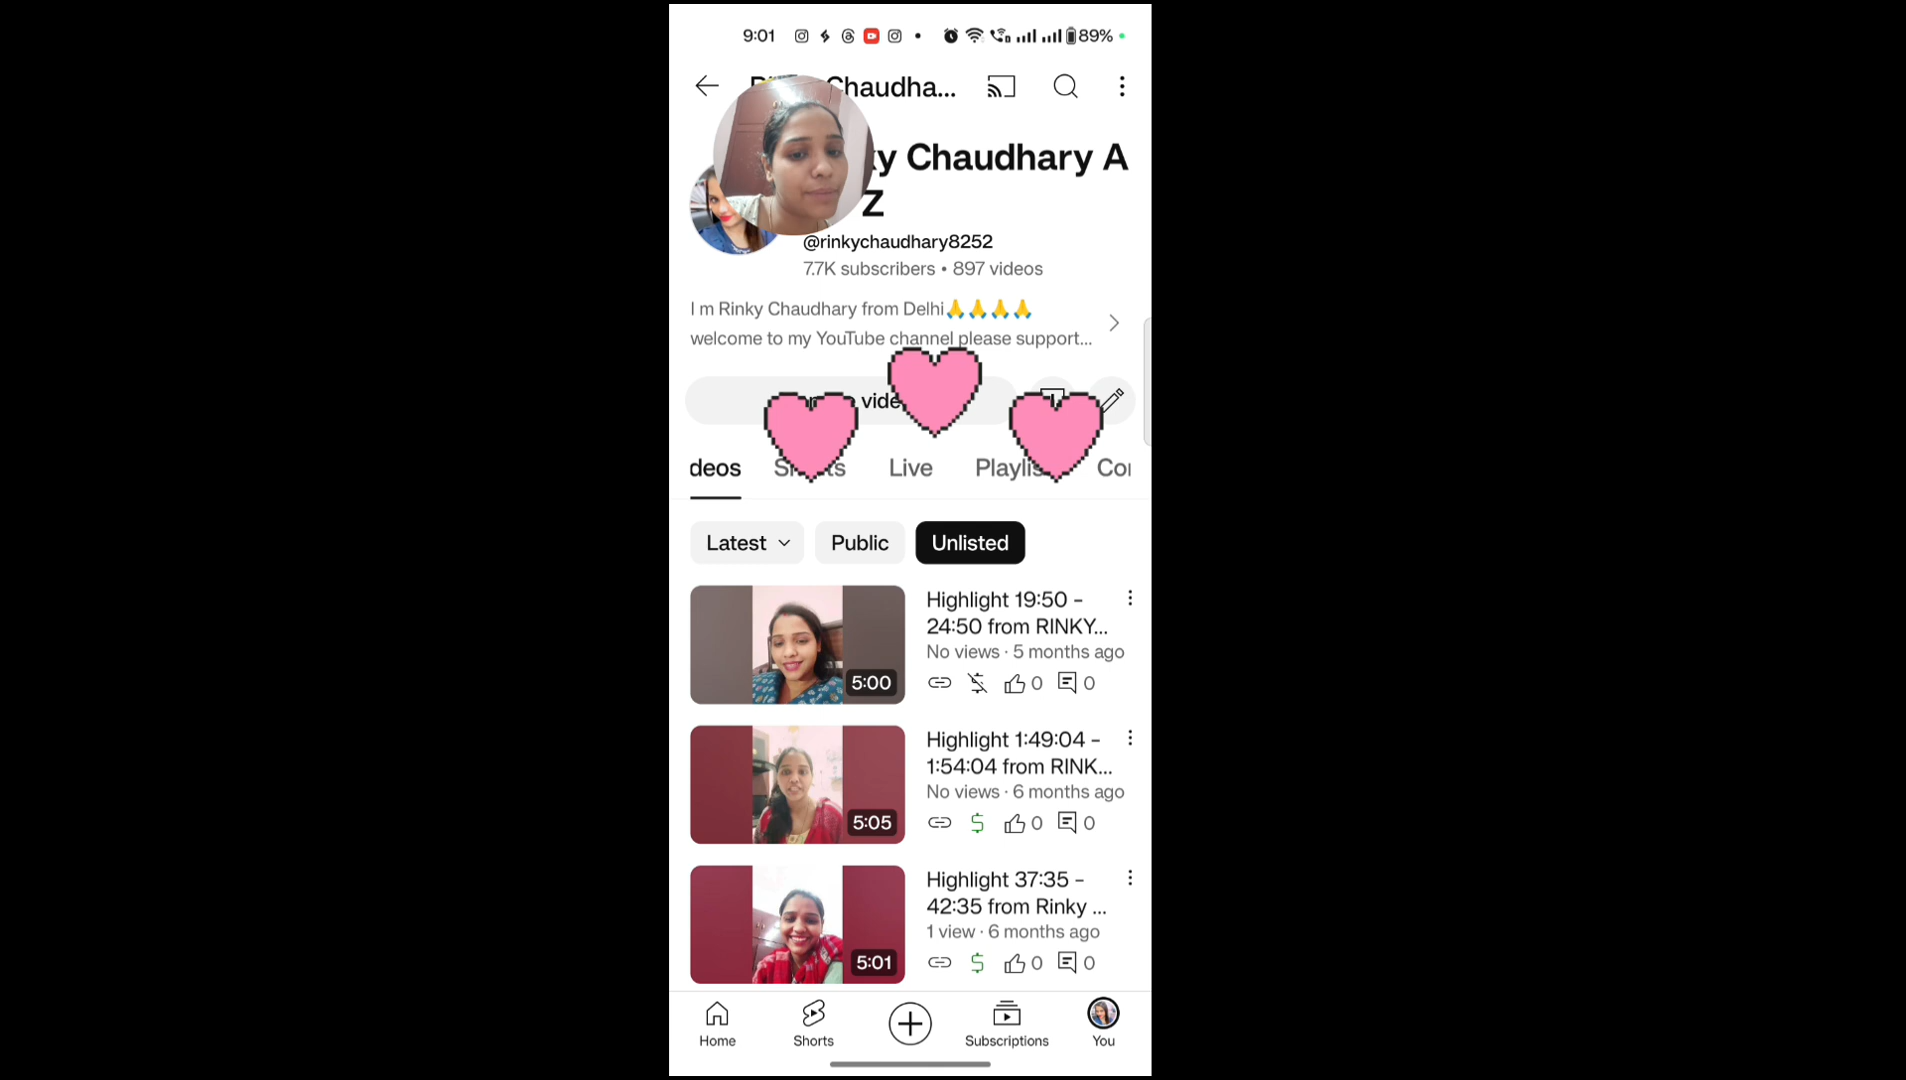 9:01
89%
Chaudha...
ky Chaudhary A
Z
@rinkychaudhary8252
7.7K subscribers • 897 videos
I m Rinky Chaudhary from Delhi🙏🙏🙏🙏
welcome to my YouTube channel please support...
deos
Live
Latest
Public
Unlisted
Highlight 19:50 –
24:50 from RINKY...
No views · 5 months ago
0
0
5:00
Highlight 1:49:04 –
1:54:04 from RINK...
No views · 6 months ago
0
0
5:05
Highlight 37:35 –
42:35 from Rinky ...
1 view · 6 months ago
0
0
5:01
Home
Shorts
Subscriptions
You